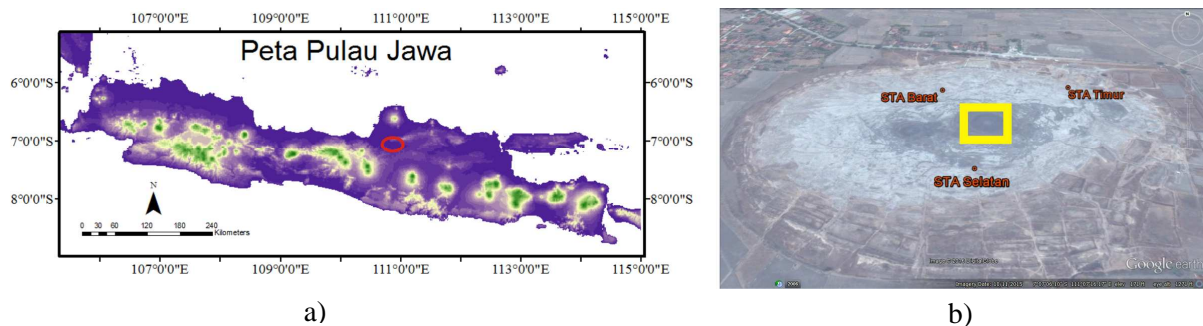 107°0'0"E 109°0'0"E 111°0'0"E 113°0'0"E 115°0'0"E
Peta Pulau Jawa
6°0'0"S 6°0'0"S
7°0'0"S 7°0'0"S
8°0'0"S 8°0'0"S
N
0 30 60 120 180 240
Kilometers
107°0'0"E 109°0'0"E 111°0'0"E 113°0'0"E 115°0'0"E
a)
STA Barat
STA Timur
STA Selatan
Google earth
b)